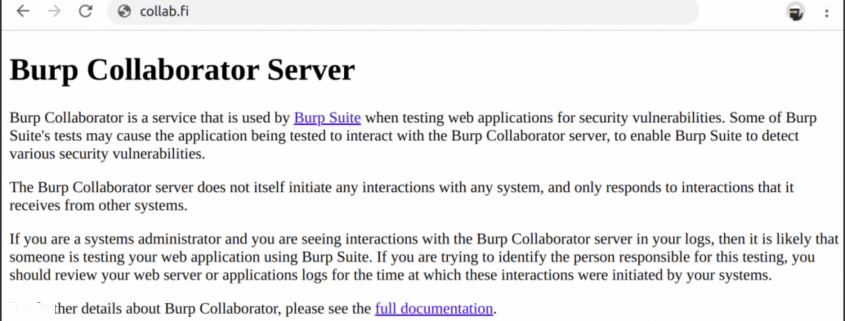 collab.fi
Burp Collaborator Server
Burp Collaborator is a service that is used by Burp Suite when testing web applications for security vulnerabilities. Some of Burp
Suite's tests may cause the application being tested to interact with the Burp Collaborator server, to enable Burp Suite to detect
various security vulnerabilities.
The Burp Collaborator server does not itself initiate any interactions with any system, and only responds to interactions that it
receives from other systems.
If you are a systems administrator and you are seeing interactions with the Burp Collaborator server in your logs, then it is likely that
someone is testing your web application using Burp Suite. If you are trying to identify the person responsible for this testing, you
should review your web server or applications logs for the time at which these interactions were initiated by your systems.
details about Burp Collaborator, please see the full documentation.